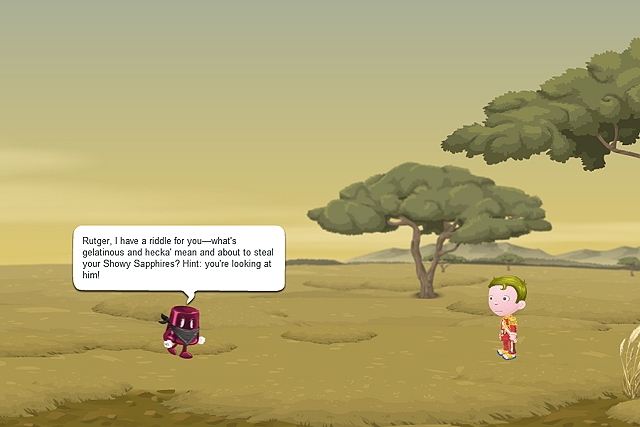 Rutger, I have a riddle for you—what's
gelatinous and hecka' mean and about to steal
your Showy Sapphires? Hint: you're looking at
him!